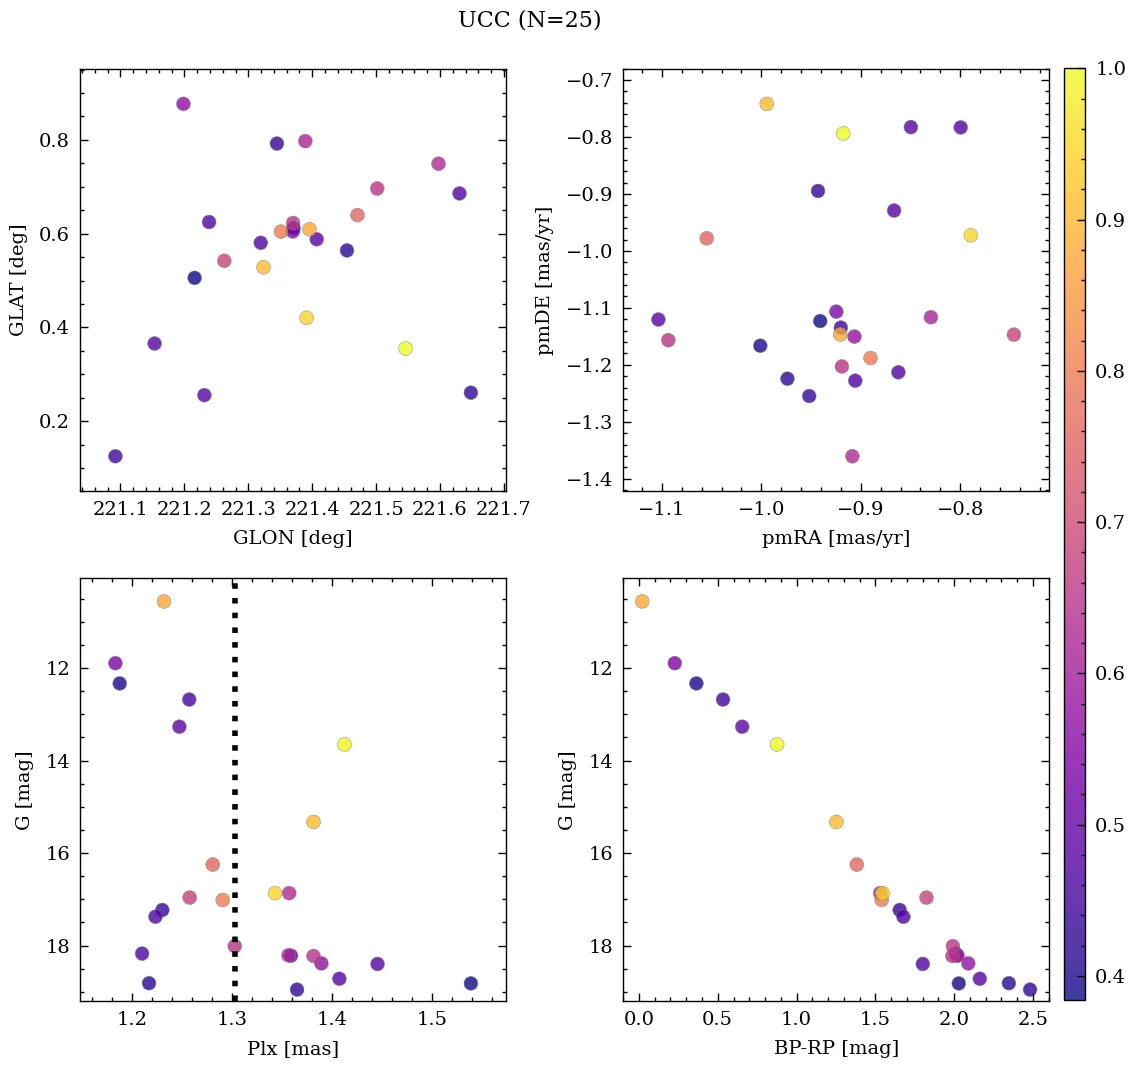 UCC (N=25)
0.8
0.6
0.4
0.2
GLAT [deg]
221.1 221.2 221.3 221.4 221.5 221.6 221.7
GLON [deg]
−0.7
−0.8
−0.9
−1.0
−1.1
−1.2
−1.3
−1.4
pmDE [mas/yr]
−1.1 −1.0 −0.9 −0.8
pmRA [mas/yr]
12
14
16
18
G [mag]
1.2 1.3 1.4 1.5
Plx [mas]
12
14
16
18
G [mag]
0.0 0.5 1.0 1.5 2.0 2.5
BP-RP [mag]
1.0
0.9
0.8
0.7
0.6
0.5
0.4